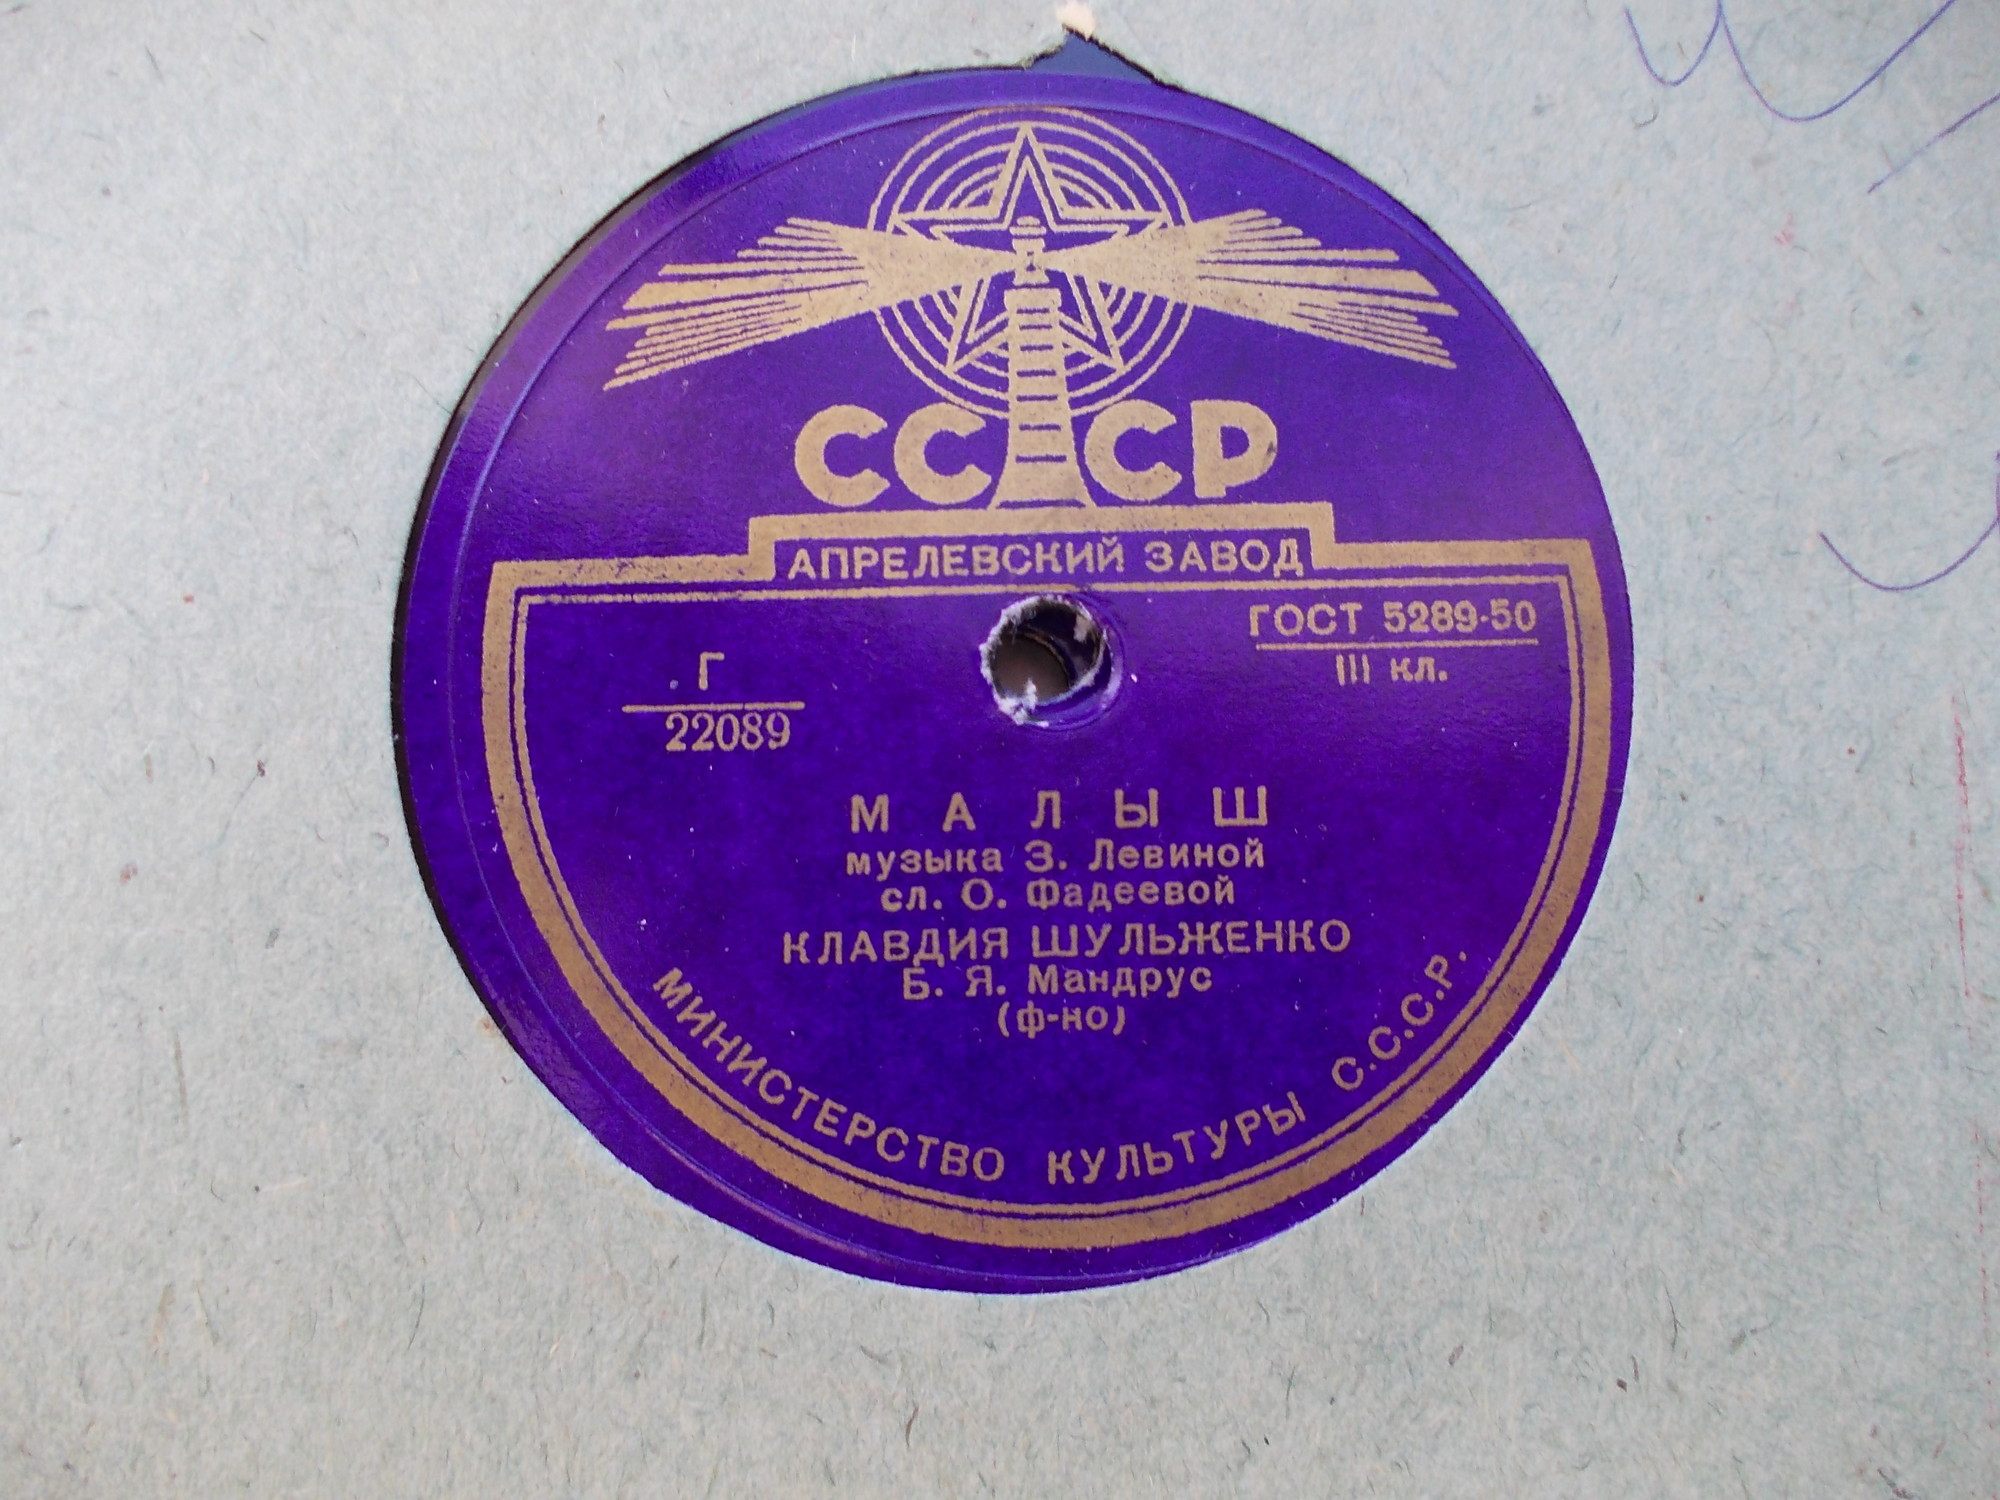 СССР
АПРЕЛЕВСКИЙ ЗАВОД
ГОСТ 5289-50
III кл.
Г
22089
МАЛЫШ
музыка З. Левиной
сл. О. Фадеевой
КЛАВДИЯ ШУЛЬЖЕНКО
Б. Я. Мандрус
(ф-но)
МИНИСТЕРСТВО КУЛЬТУРЫ С.С.С.Р.